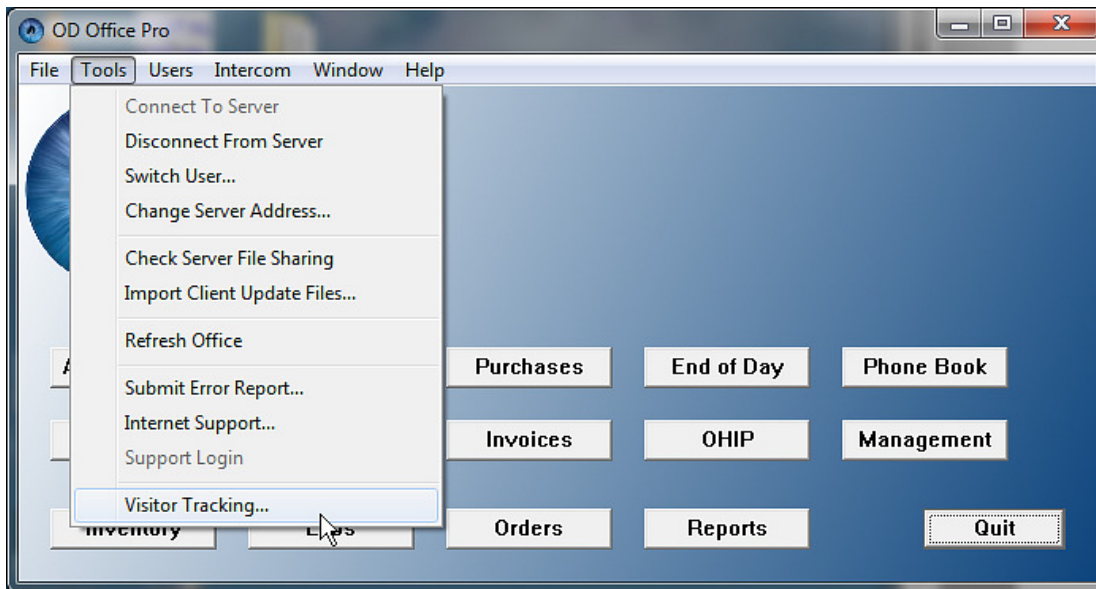 OD Office Pro
File Tools Users Intercom Window Help
Connect To Server
Disconnect From Server
Switch User...
Change Server Address...
Check Server File Sharing
Import Client Update Files...
Refresh Office
Submit Error Report...
Internet Support...
Support Login
Visitor Tracking...
Purchases End of Day Phone Book
Invoices OHIP Management
Inventory Orders Reports Quit